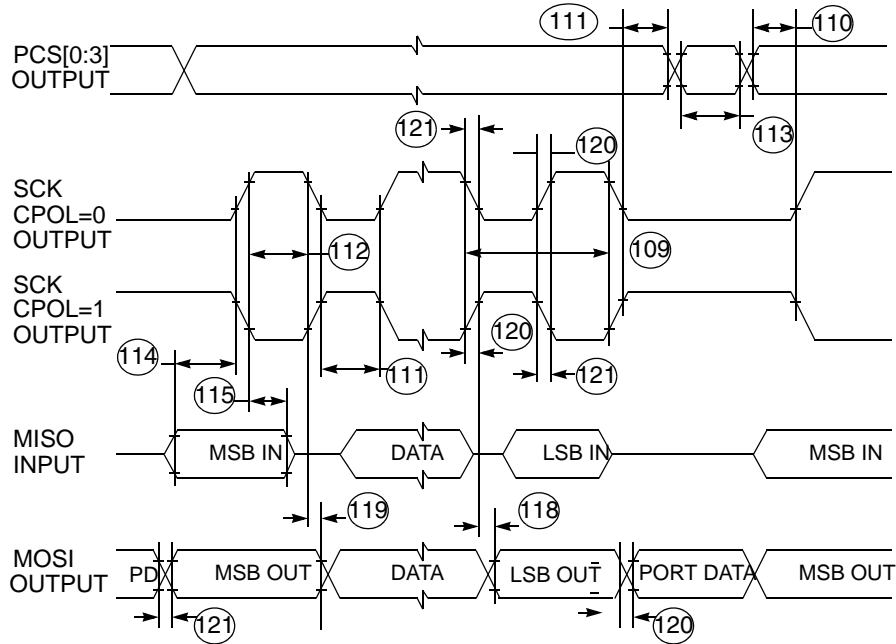 111
110
PCS[0:3]
OUTPUT
121
120
113
SCK
CPOL=0
OUTPUT
112
109
SCK
CPOL=1
OUTPUT
114
111
120
121
115
MISO
INPUT
MSB IN
DATA
LSB IN
MSB IN
119
118
MOSI
OUTPUT
PD
MSB OUT
DATA
LSB OUT
PORT DATA
MSB OUT
121
120